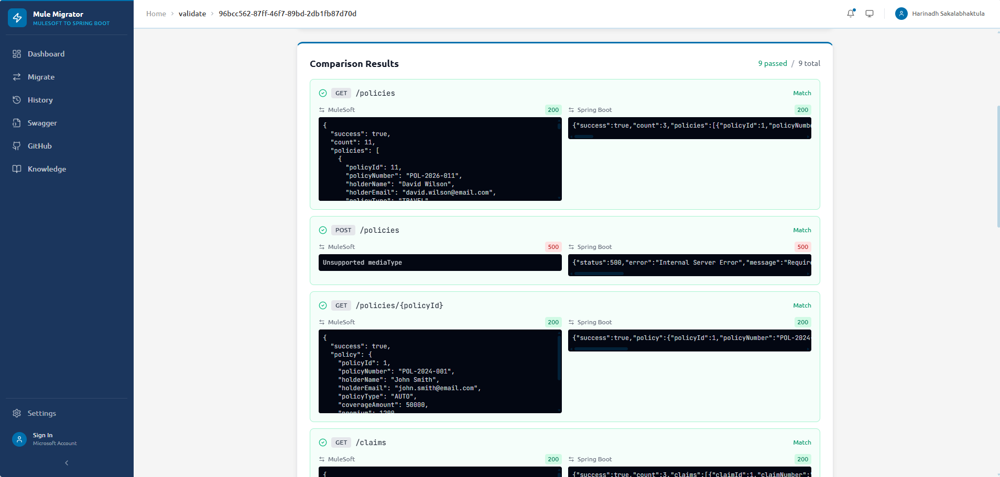 Mule Migrator
MULESOFT TO SPRING BOOT
Dashboard
Migrate
History
Swagger
GitHub
Knowledge
Settings
Sign In
Microsoft Account
Home > validate > 96bcc562-87ff-46f7-89bd-2db1fb87d70d
Harinadh Sakalabhaktula
Comparison Results
9 passed / 9 total
GET /policies
Match
MuleSoft 200
{
"success": true,
"count": 11,
"policies": [
{
"policyId": 11,
"policyNumber": "POL-2026-011",
"holderName": "David Wilson",
"holderEmail": "david.wilson@email.com",
"policyType": "TRAVEL"
Spring Boot 200
{"success":true,"count":3,"policies":[{"policyId":1,"policyNumbe
POST /policies
Match
MuleSoft 500
Unsupported mediaType
Spring Boot 500
{"status":500,"error":"Internal Server Error","message":"Require
GET /policies/{policyId}
Match
MuleSoft 200
{
"success": true,
"policy": {
"policyId": 1,
"policyNumber": "POL-2024-001",
"holderName": "John Smith",
"holderEmail": "john.smith@email.com",
"policyType": "AUTO",
"coverageAmount": 50000,
"premium": 1200
Spring Boot 200
{"success":true,"policy":{"policyId":1,"policyNumber":"POL-2024-
GET /claims
Match
MuleSoft 200
{
Spring Boot 200
{"success":true,"count":3,"claims":[{"claimId":1,"claimNumber":"